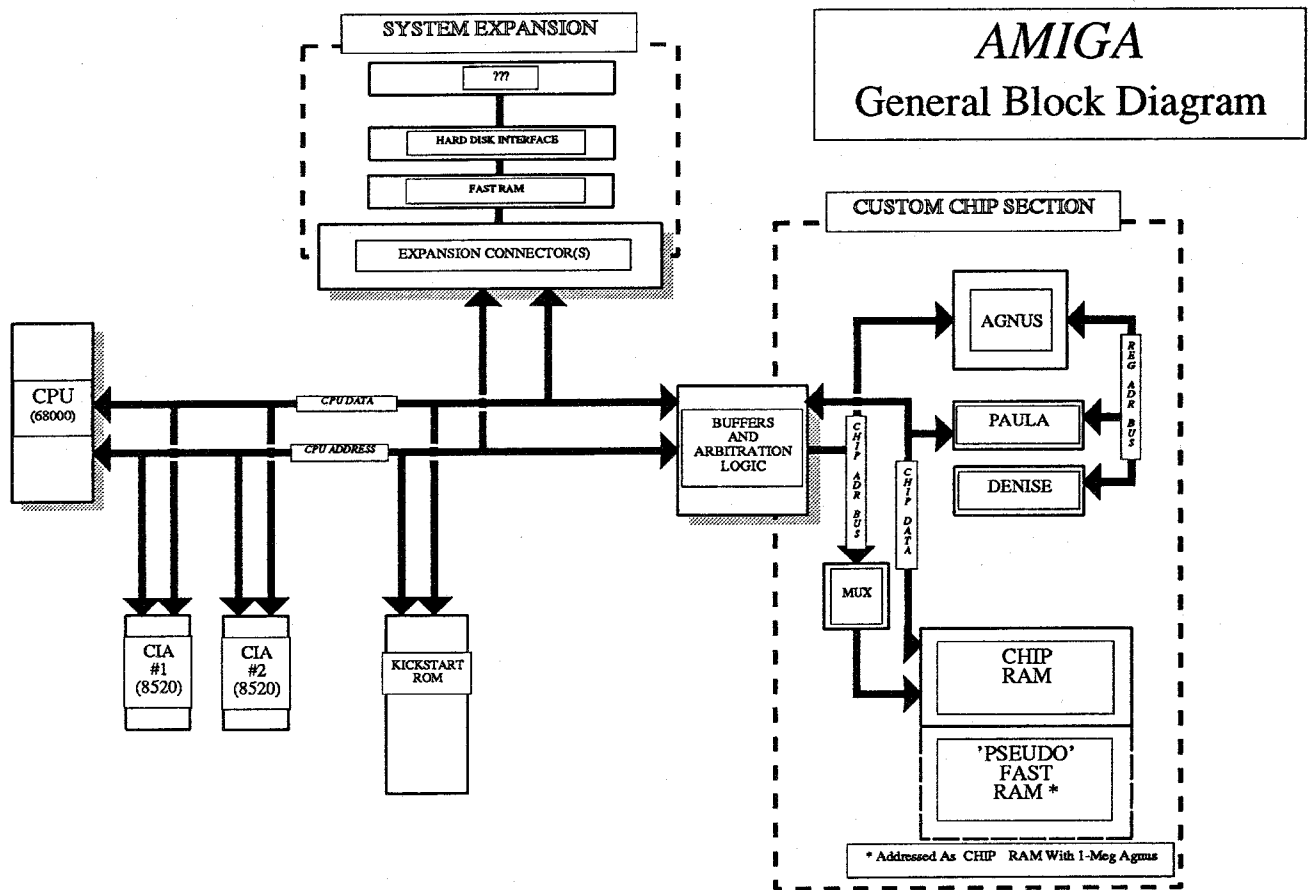 SYSTEM EXPANSION
???
HARD DISK INTERFACE
FAST RAM
EXPANSION CONNECTOR(S)
AMIGA
General Block Diagram
CUSTOM CHIP SECTION
AGNUS
REG ADR BUS
PAULA
DENISE
CPU
(68000)
CPU DATA
CPU ADDRESS
BUFFERS
AND
ARBITRATION
LOGIC
CHIP ADR BUS
CHIP DATA
MUX
CIA
#1
(8520)
CIA
#2
(8520)
KICKSTART
ROM
CHIP
RAM
'PSEUDO'
FAST
RAM *
* Addressed As CHIP RAM With 1-Meg Agnus